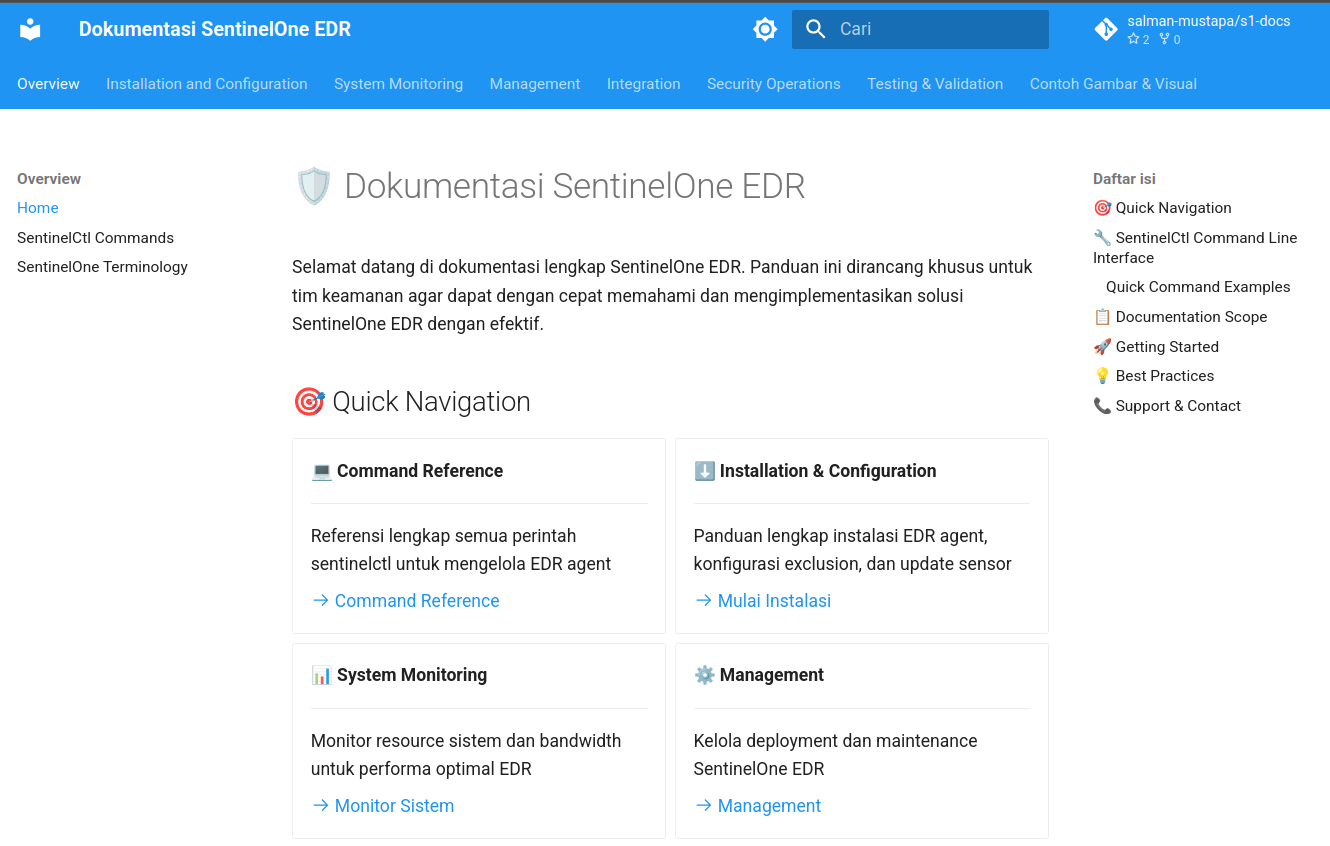 Dokumentasi SentinelOne EDR
Cari
salman-mustapa/s1-docs
2 0
Overview Installation and Configuration System Monitoring Management Integration Security Operations Testing & Validation Contoh Gambar & Visual
Overview
Home
SentinelCtl Commands
SentinelOne Terminology
🛡️ Dokumentasi SentinelOne EDR
Selamat datang di dokumentasi lengkap SentinelOne EDR. Panduan ini dirancang khusus untuk
tim keamanan agar dapat dengan cepat memahami dan mengimplementasikan solusi
SentinelOne EDR dengan efektif.
🎯 Quick Navigation
💻 Command Reference
Referensi lengkap semua perintah
sentinelctl untuk mengelola EDR agent
→ Command Reference
⬇️ Installation & Configuration
Panduan lengkap instalasi EDR agent,
konfigurasi exclusion, dan update sensor
→ Mulai Instalasi
📊 System Monitoring
Monitor resource sistem dan bandwidth
untuk performa optimal EDR
→ Monitor Sistem
⚙️ Management
Kelola deployment dan maintenance
SentinelOne EDR
→ Management
Daftar isi
🎯 Quick Navigation
🔧 SentinelCtl Command Line
Interface
Quick Command Examples
📋 Documentation Scope
🚀 Getting Started
💡 Best Practices
📞 Support & Contact